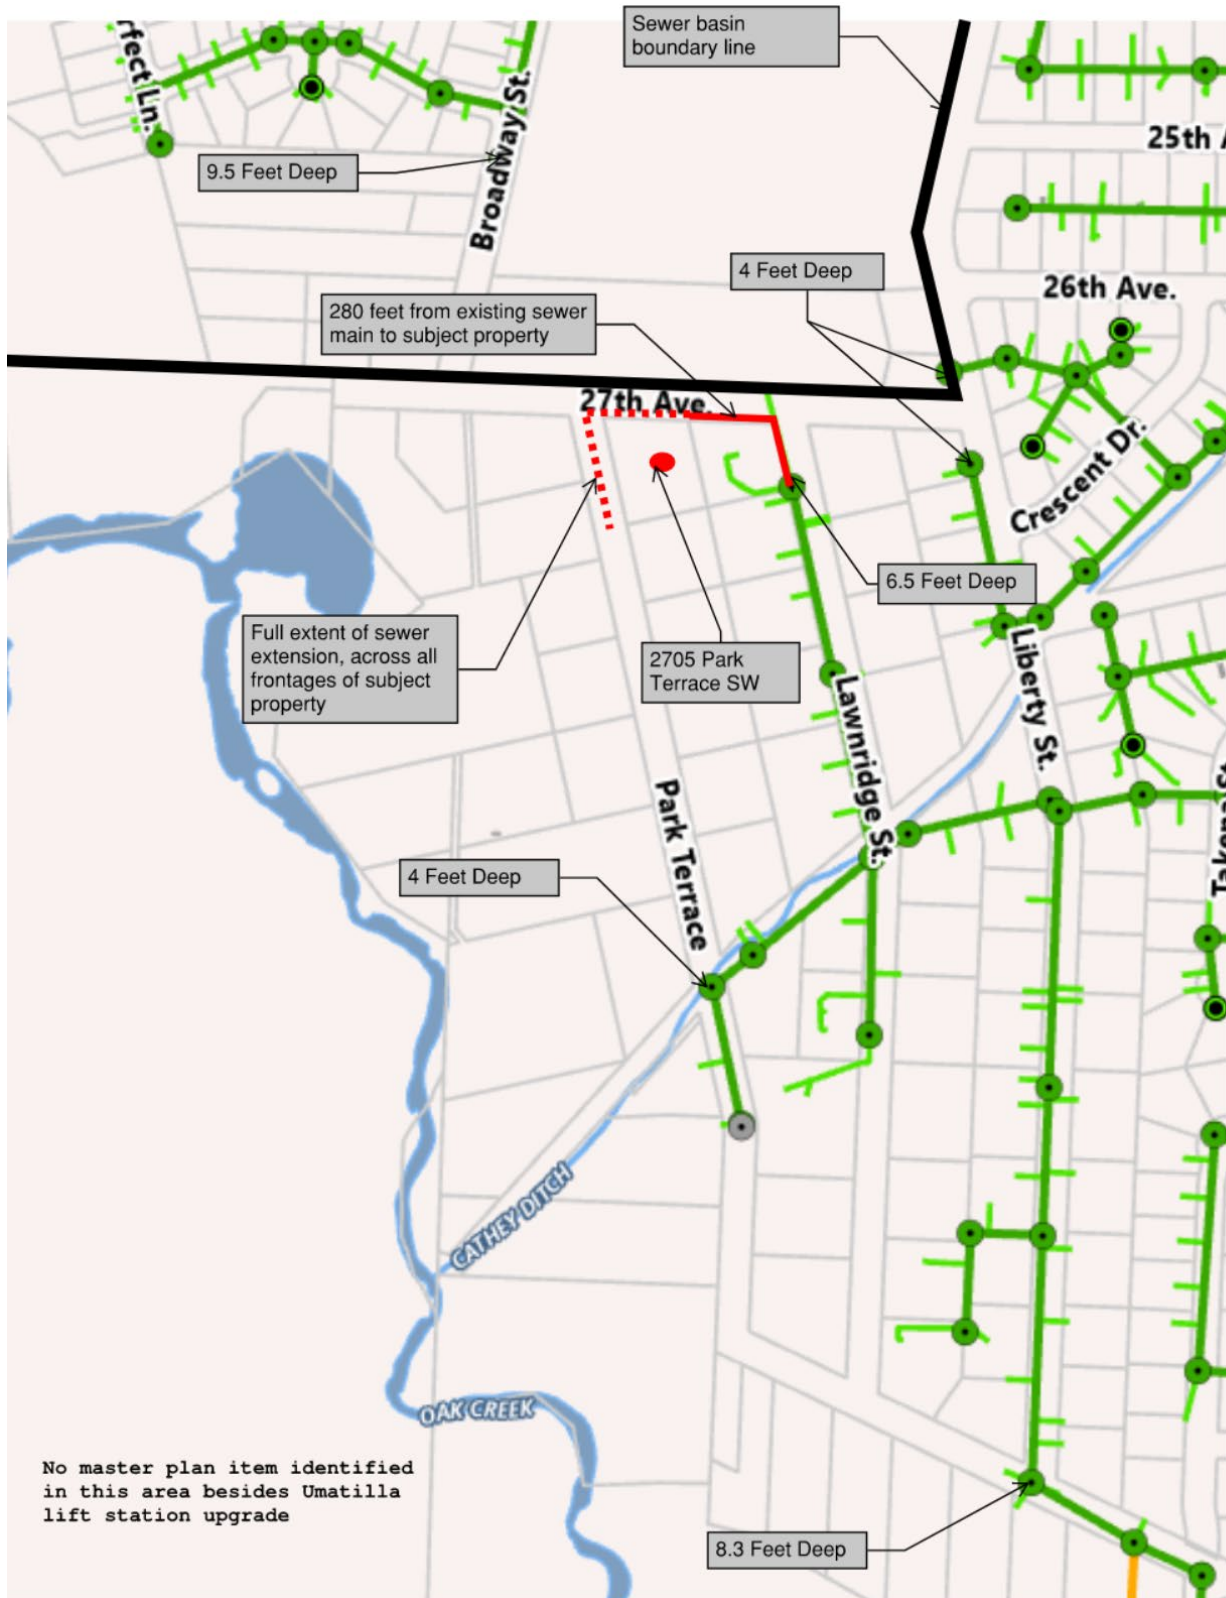 Sewer basin
boundary line
rfect Ln.
Broadway St.
9.5 Feet Deep
25th A
4 Feet Deep
26th Ave.
280 feet from existing sewer
main to subject property
27th Ave.
Crescent Dr.
6.5 Feet Deep
Full extent of sewer
extension, across all
frontages of subject
property
2705 Park
Terrace SW
Liberty St.
Lawnridge St.
Park Terrace
4 Feet Deep
CATHEY DITCH
OAK CREEK
No master plan item identified
in this area besides Umatilla
lift station upgrade
8.3 Feet Deep